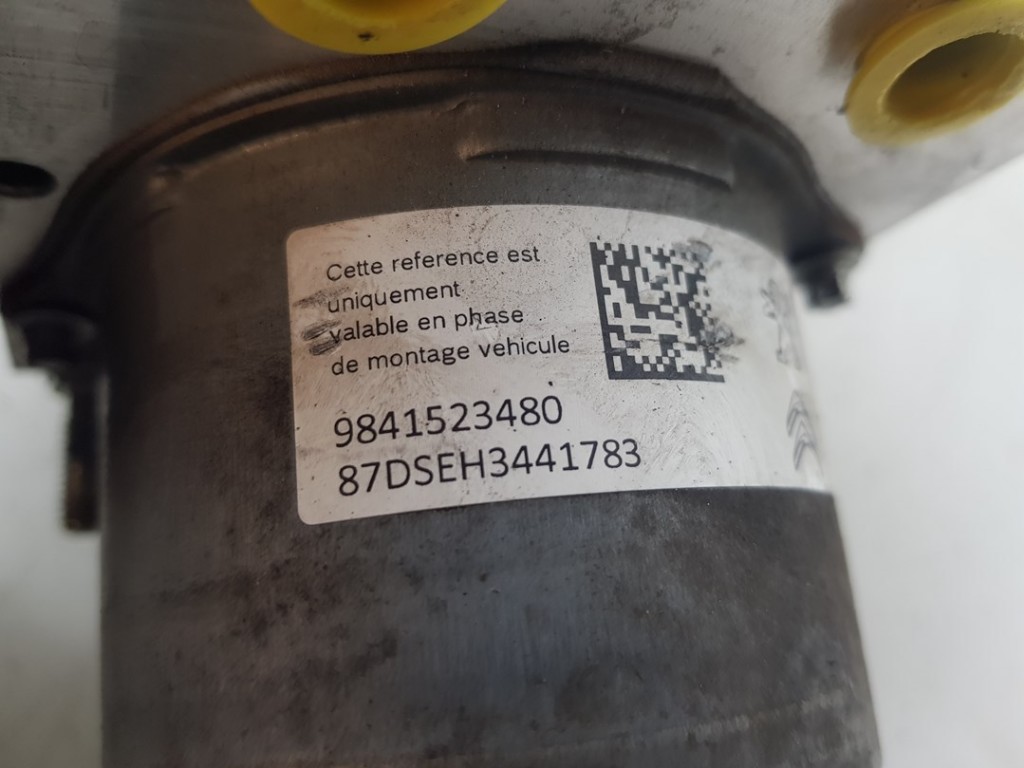 Cette reference est
uniquement
valable en phase
de montage vehicule
9841523480
87DSEH3441783